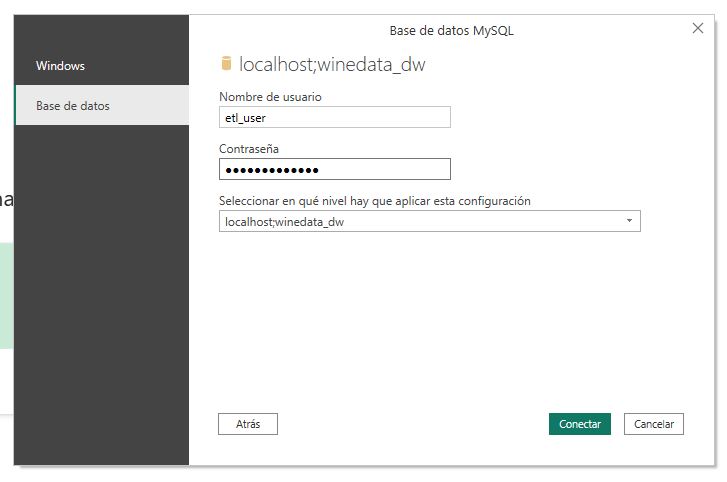 Base de datos MySQL
Windows
Base de datos
localhost;winedata_dw
Nombre de usuario
etl_user
Contraseña
●●●●●●●●●●●●●
Seleccionar en qué nivel hay que aplicar esta configuración
localhost;winedata_dw
Atrás
Conectar
Cancelar